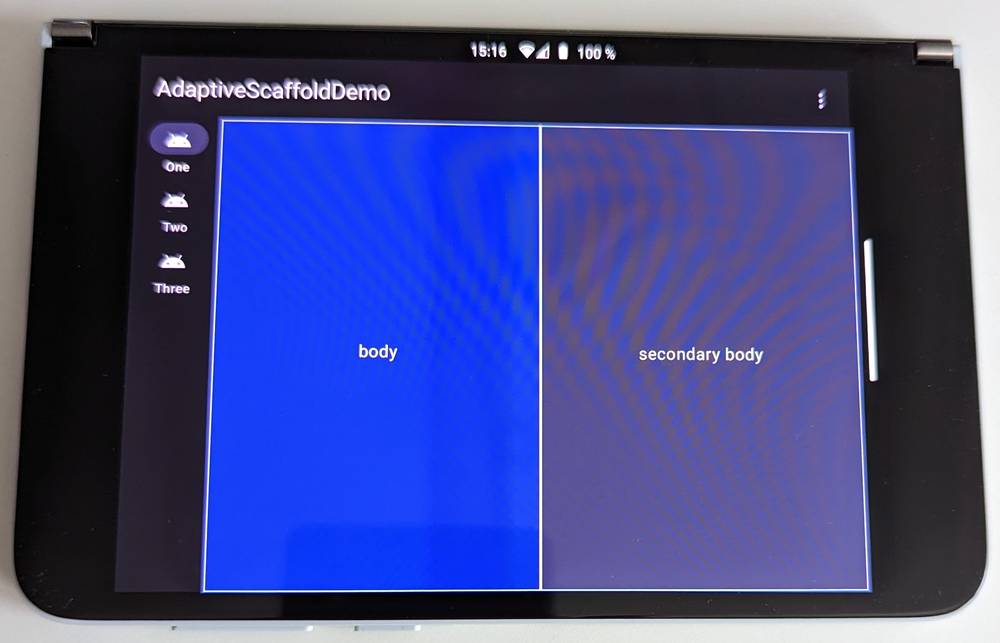 15:16 100 %
AdaptiveScaffoldDemo
One
Two
Three
body
secondary body